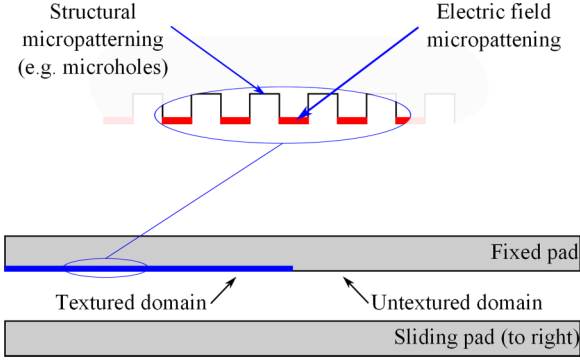 Structural
micropatterning
(e.g. microholes)
Electric field
micropattening
Fixed pad
Textured domain
Untextured domain
Sliding pad (to right)